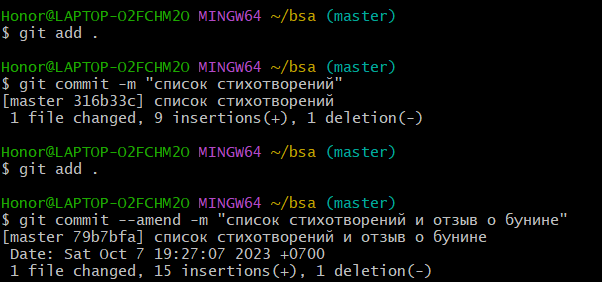 Honor@LAPTOP-O2FCHM2O MINGW64 ~/bsa (master)
$ git add .
Honor@LAPTOP-O2FCHM2O MINGW64 ~/bsa (master)
$ git commit -m "список стихотворений"
[master 316b33c] список стихотворений
 1 file changed, 9 insertions(+), 1 deletion(-)
Honor@LAPTOP-O2FCHM2O MINGW64 ~/bsa (master)
$ git add .
Honor@LAPTOP-O2FCHM2O MINGW64 ~/bsa (master)
$ git commit --amend -m "список стихотворений и отзыв о бунине"
[master 79b7bfa] список стихотворений и отзыв о бунине
 Date: Sat Oct 7 19:27:07 2023 +0700
 1 file changed, 15 insertions(+), 1 deletion(-)